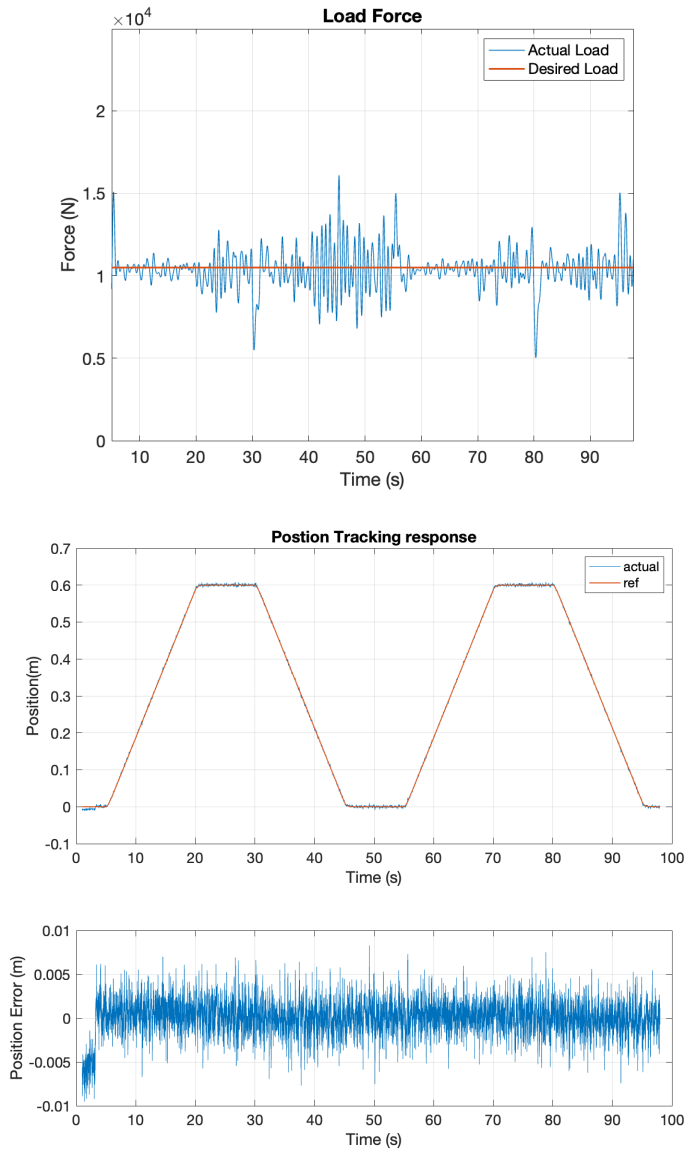 Load Force
×10⁴
Actual Load
Desired Load
2
1.5
1
0.5
0
Force (N)
10 20 30 40 50 60 70 80 90
Time (s)
Postion Tracking response
actual
ref
0.7
0.6
0.5
0.4
0.3
0.2
0.1
0
-0.1
Position(m)
0 10 20 30 40 50 60 70 80 90 100
Time (s)
0.01
0.005
0
-0.005
-0.01
Position Error (m)
0 10 20 30 40 50 60 70 80 90 100
Time (s)